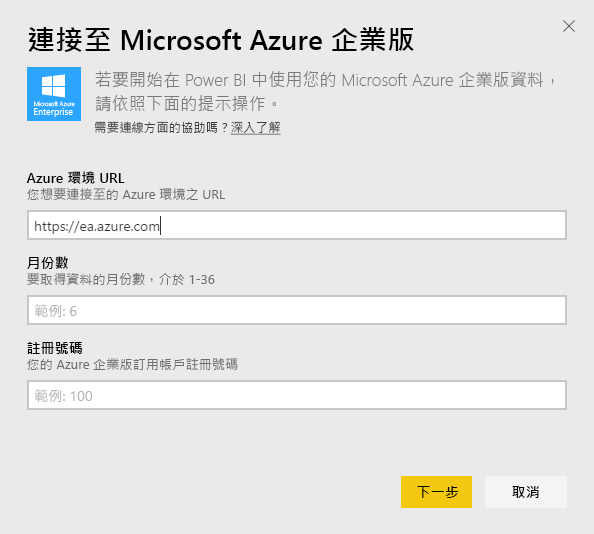 連接至 Microsoft Azure 企業版
Microsoft Azure
Enterprise
若要開始在 Power BI 中使用您的 Microsoft Azure 企業版資料，
請依照下面的提示操作。
需要連線方面的協助嗎？深入了解
Azure 環境 URL
您想要連接至的 Azure 環境之 URL
https://ea.azure.com
月份數
要取得資料的月份數，介於 1-36
範例: 6
註冊號碼
您的 Azure 企業版訂用帳戶註冊號碼
範例: 100
下一步
取消